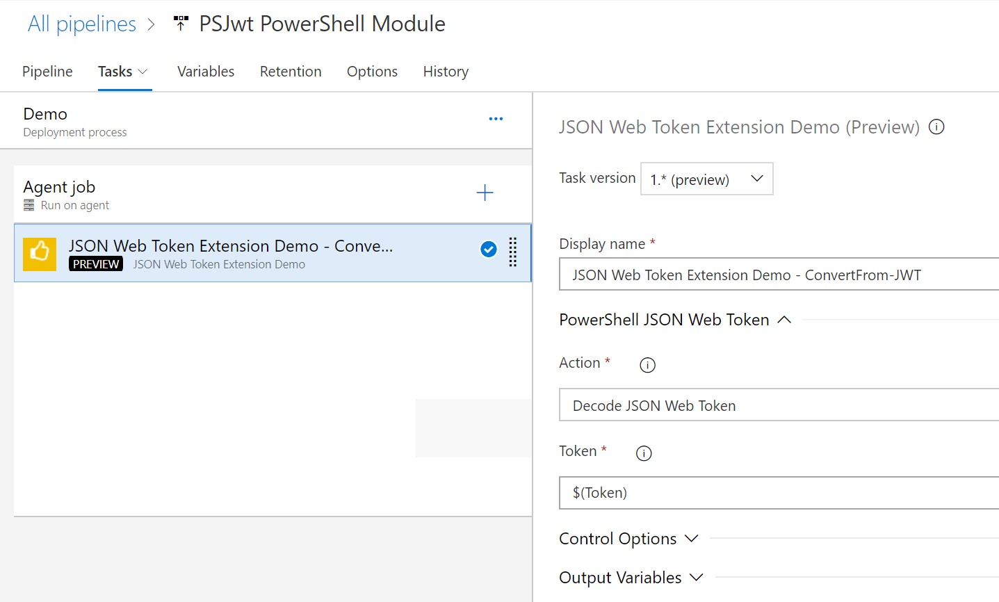 All pipelines > PSJwt PowerShell Module
Pipeline Tasks Variables Retention Options History
Demo
Deployment process
Agent job
Run on agent
JSON Web Token Extension Demo - Conve...
PREVIEW JSON Web Token Extension Demo
JSON Web Token Extension Demo (Preview)
Task version 1.* (preview)
Display name *
JSON Web Token Extension Demo - ConvertFrom-JWT
PowerShell JSON Web Token
Action *
Decode JSON Web Token
Token *
$(Token)
Control Options
Output Variables